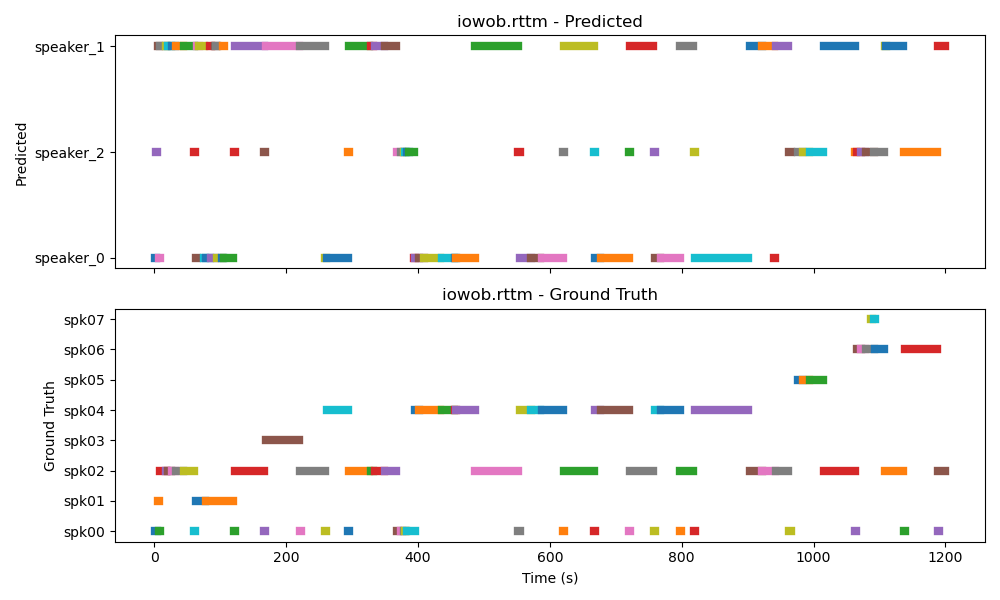 iowob.rttm - Predicted
speaker_1
speaker_2
speaker_0
Predicted
iowob.rttm - Ground Truth
spk07
spk06
spk05
spk04
spk03
spk02
spk01
spk00
Ground Truth
0 200 400 600 800 1000 1200
Time (s)